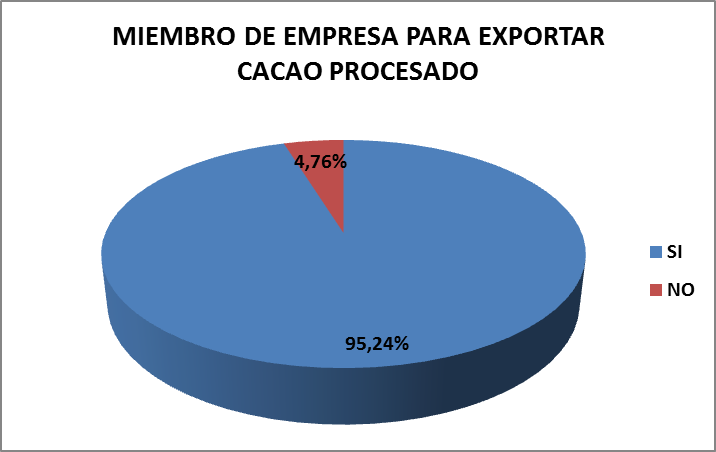 MIEMBRO DE EMPRESA PARA EXPORTAR
CACAO PROCESADO
4,76%
SI
NO
95,24%